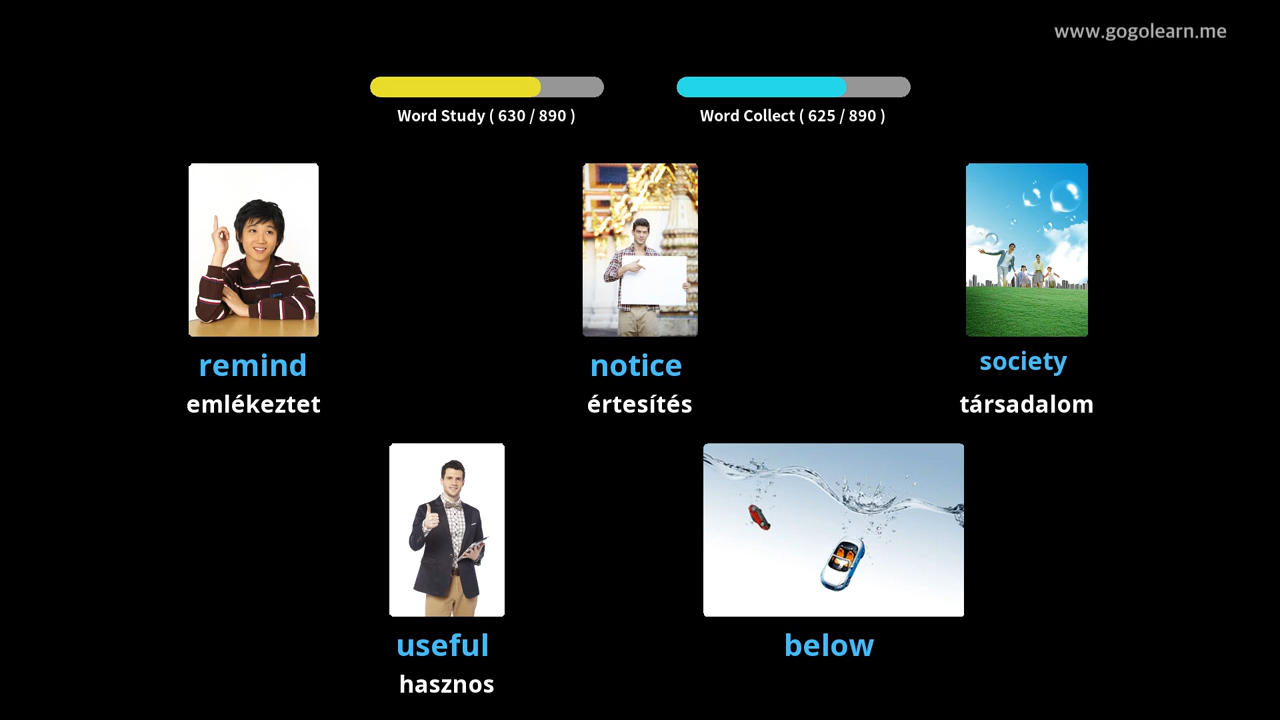 www.gogolearn.me
Word Study ( 630 / 890 )
Word Collect ( 625 / 890 )
remind
notice
society
emlékeztet
értesítés
társadalom
useful
below
hasznos